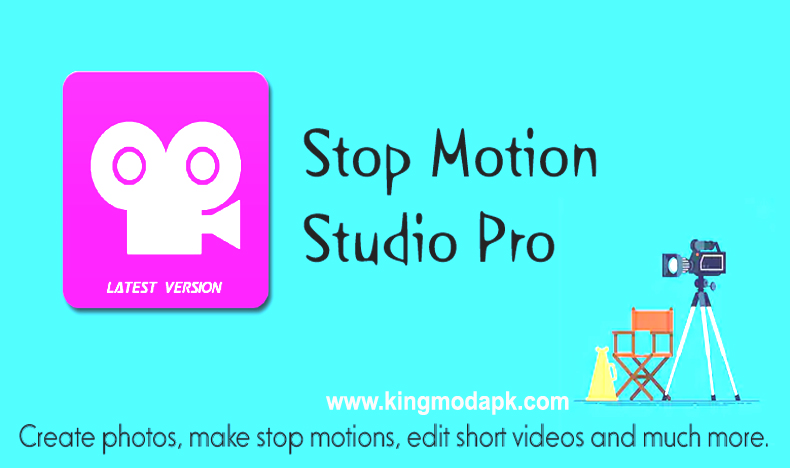 Stop Motion
Studio Pro
LATEST VERSION
www.kingmodapk.com
Create photos, make stop motions, edit short videos and much more.